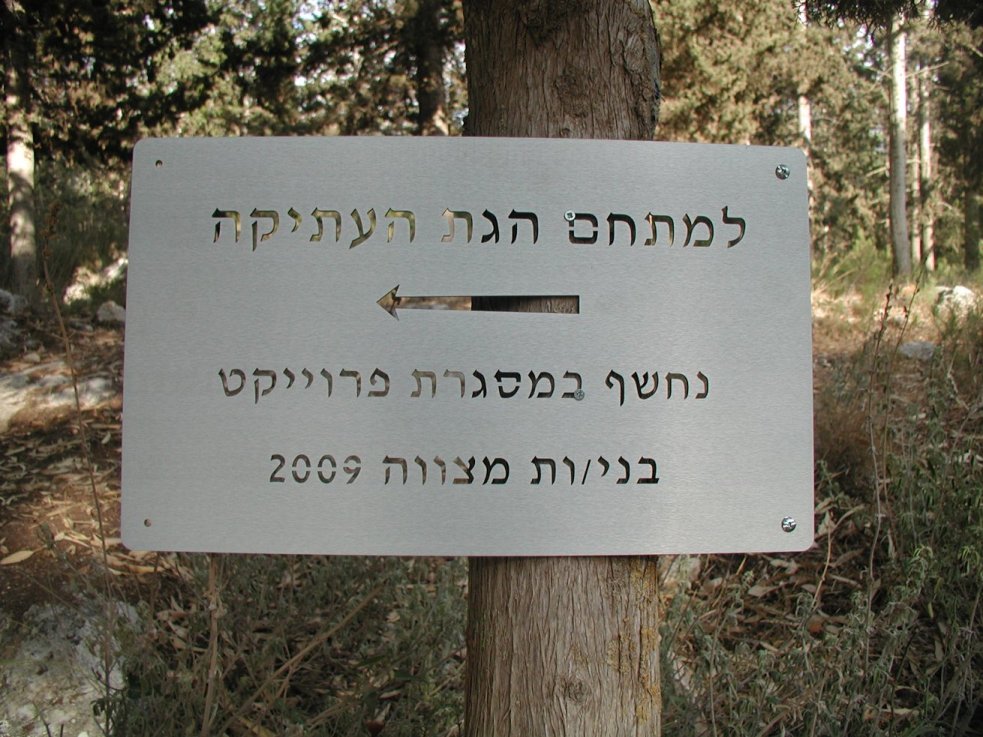 למתחם הגת העתיקה
נחשף במסגרת פרוייקט
בני/ות מצווה 2009